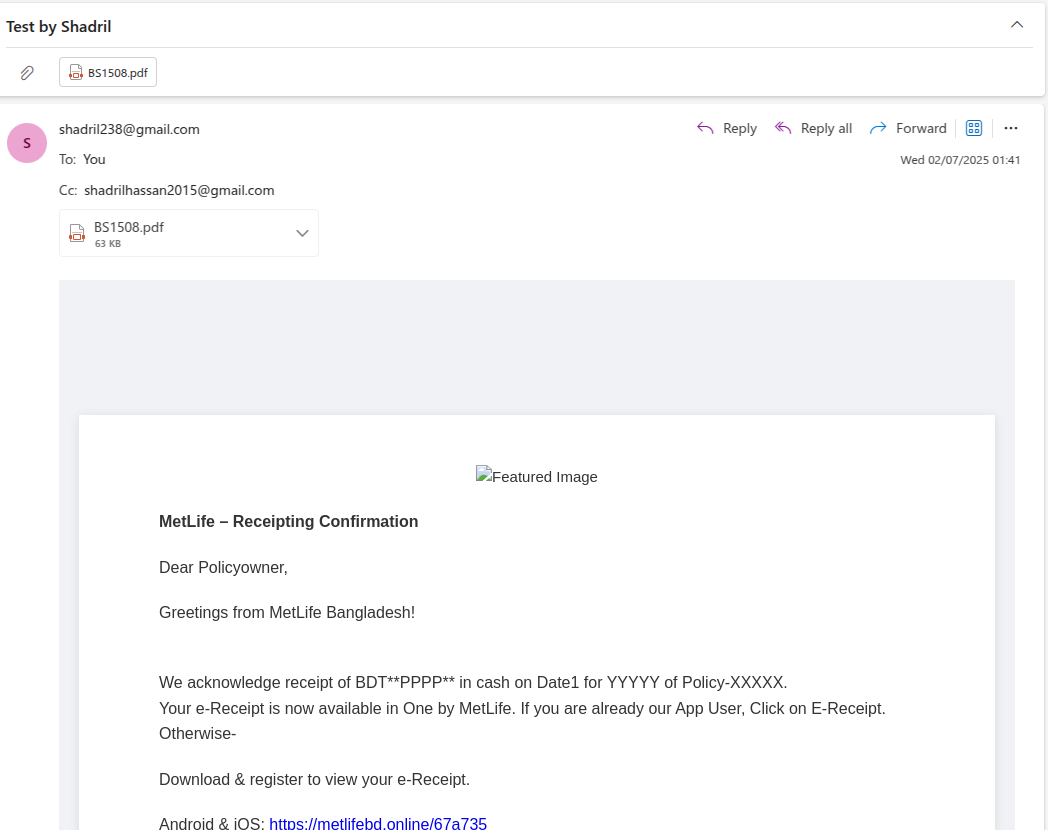 Test by Shadril
BS1508.pdf
S
shadril238@gmail.com
Reply
Reply all
Forward
To: You
Wed 02/07/2025 01:41
Cc: shadrilhassan2015@gmail.com
BS1508.pdf
63 KB
Featured Image
MetLife – Receipting Confirmation
Dear Policyowner,
Greetings from MetLife Bangladesh!
We acknowledge receipt of BDT**PPPP** in cash on Date1 for YYYYY of Policy-XXXXX.
Your e-Receipt is now available in One by MetLife. If you are already our App User, Click on E-Receipt.
Otherwise-
Download & register to view your e-Receipt.
Android & iOS: https://metlifebd.online/67a735